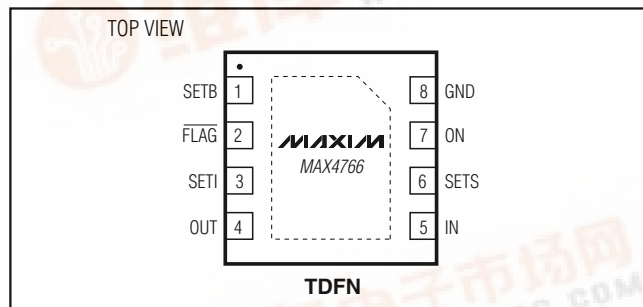 TOP VIEW
SETB 1
FLAG 2
SETI 3
OUT 4
MAXIM
MAX4766
8 GND
7 ON
6 SETS
5 IN
TDFN